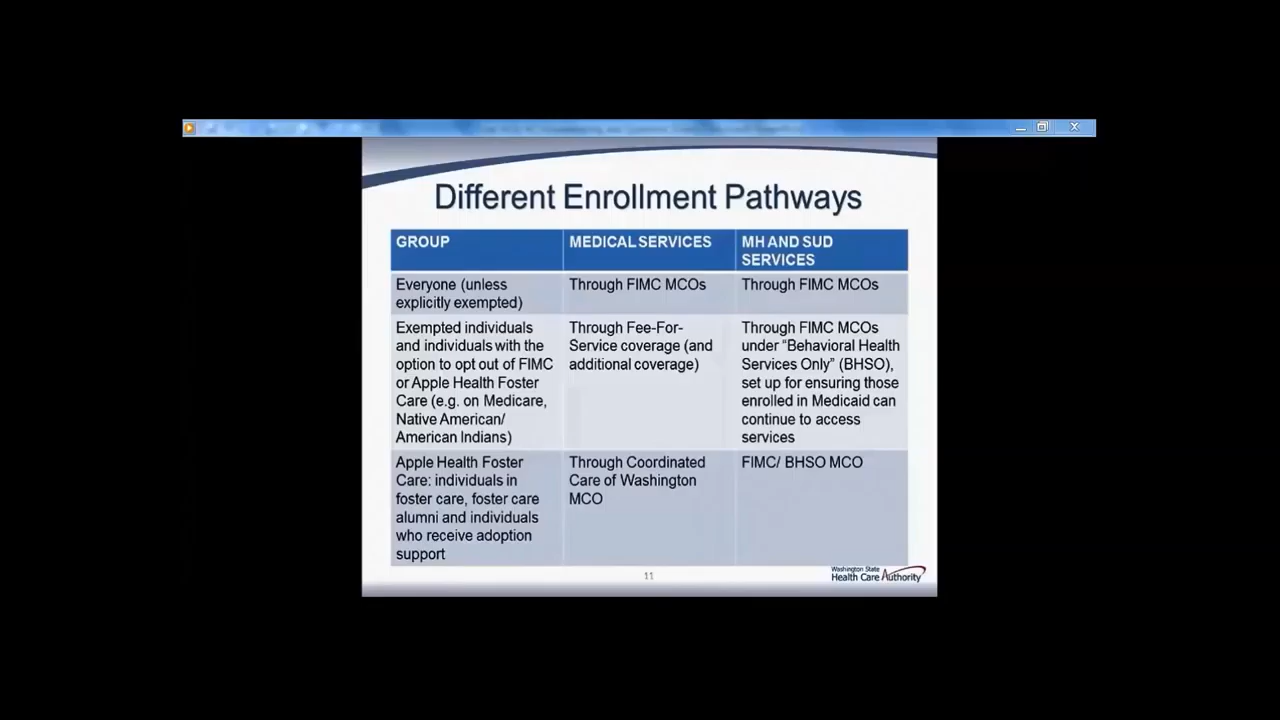 Different Enrollment Pathways
GROUP
MEDICAL SERVICES
MH AND SUD
SERVICES
Everyone (unless
explicitly exempted)
Through FIMC MCOs
Through FIMC MCOs
Exempted individuals
and individuals with the
option to opt out of FIMC
or Apple Health Foster
Care (e.g. on Medicare,
Native American/
American Indians)
Through Fee-For-
Service coverage (and
additional coverage)
Through FIMC MCOs
under “Behavioral Health
Services Only” (BHSO),
set up for ensuring those
enrolled in Medicaid can
continue to access
services
Apple Health Foster
Care: individuals in
foster care, foster care
alumni and individuals
who receive adoption
support
Through Coordinated
Care of Washington
MCO
FIMC/ BHSO MCO
11
Washington State
Health Care Authority